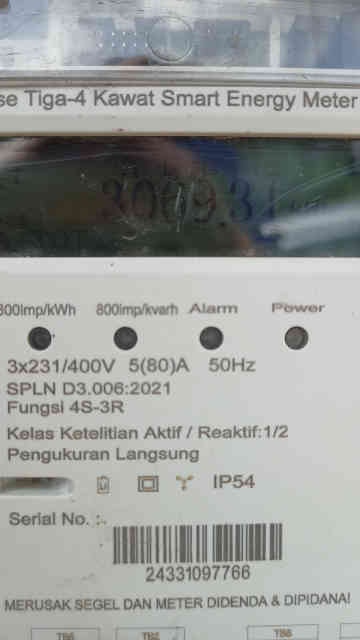 se Tiga-4 Kawat Smart Energy Meter
3009.31
800imp/kWh 800imp/kvarh Alarm Power
3x231/400V 5(80)A 50Hz
SPLN D3.006:2021
Fungsi 4S-3R
Kelas Ketelitian Aktif / Reaktif:1/2
Pengukuran Langsung
IP54
Serial No. :
24331097766
MERUSAK SEGEL DAN METER DIDENDA & DIPIDANA!